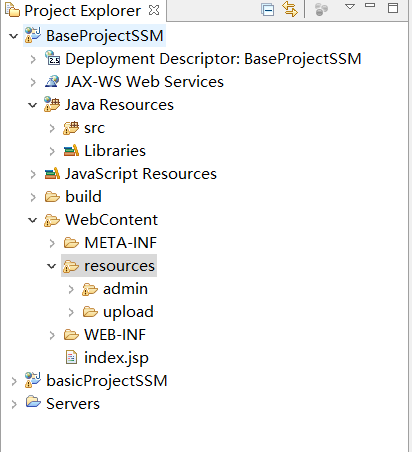 Project Explorer
BaseProjectSSM
Deployment Descriptor: BaseProjectSSM
JAX-WS Web Services
Java Resources
src
Libraries
JavaScript Resources
build
WebContent
META-INF
resources
admin
upload
WEB-INF
index.jsp
basicProjectSSM
Servers